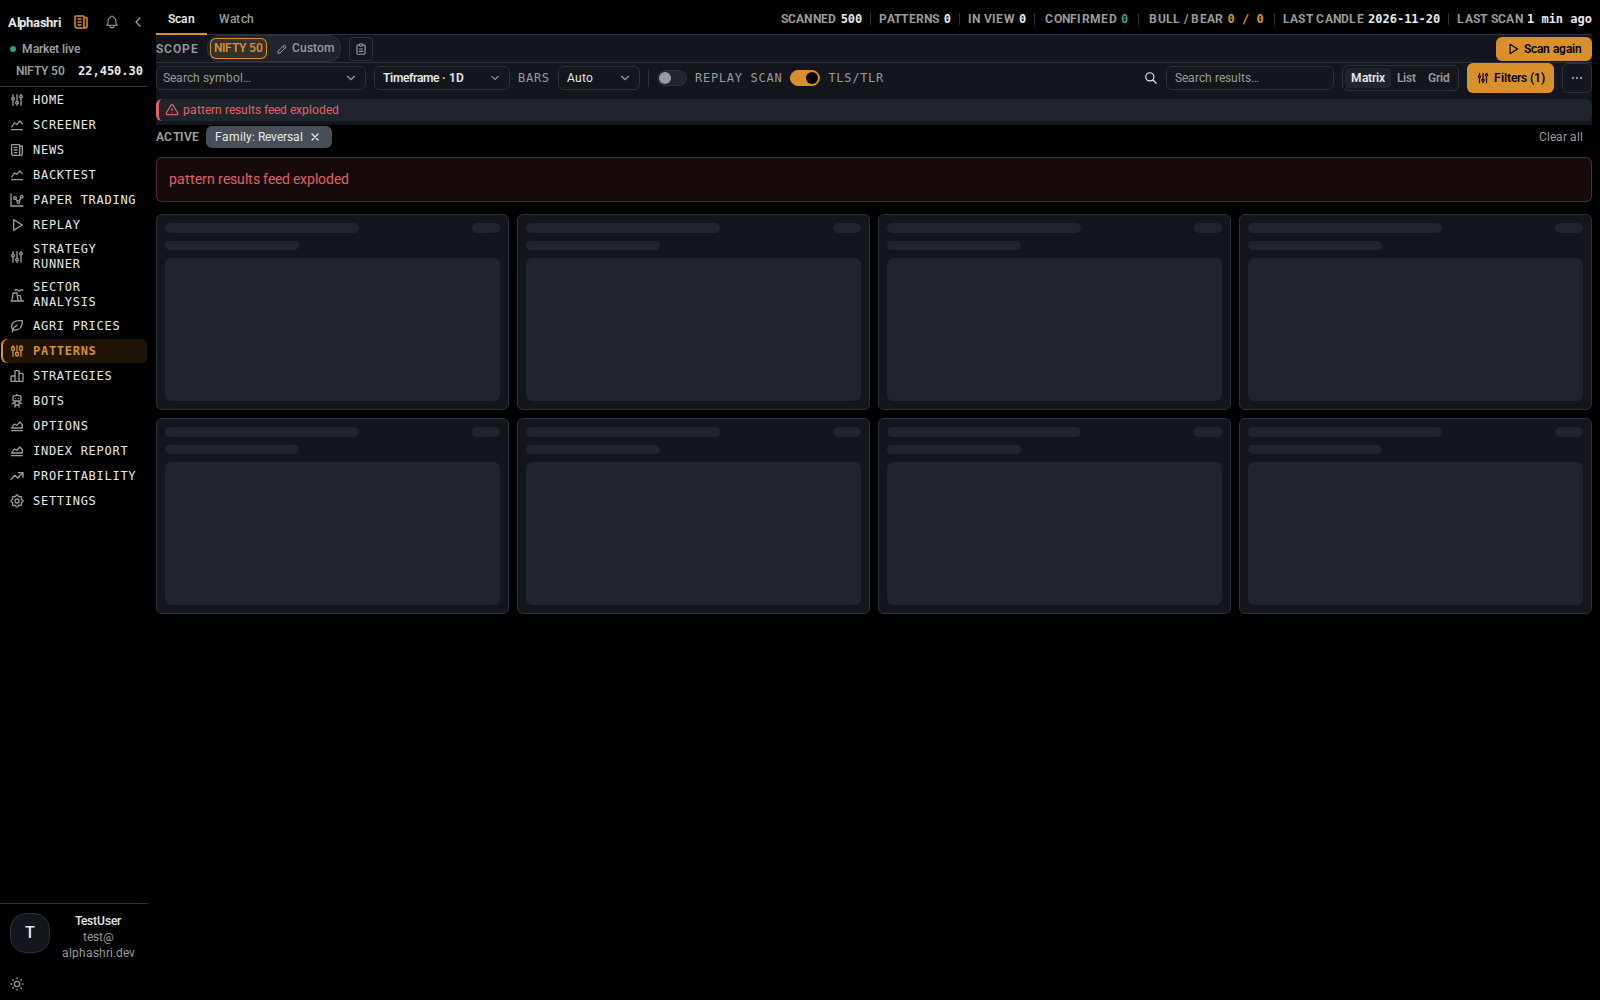 Alphashri
Market live
NIFTY 50 22,450.30
HOME
SCREENER
NEWS
BACKTEST
PAPER TRADING
REPLAY
STRATEGY
RUNNER
SECTOR
ANALYSIS
AGRI PRICES
PATTERNS
STRATEGIES
BOTS
OPTIONS
INDEX REPORT
PROFITABILITY
SETTINGS
T
TestUser
test@
alphashri.dev
Scan Watch
SCANNED 500 PATTERNS 0 IN VIEW 0 CONFIRMED 0 BULL / BEAR 0 / 0 LAST CANDLE 2026-11-20 LAST SCAN 1 min ago
SCOPE NIFTY 50 Custom Scan again
Search symbol... Timeframe · 1D BARS Auto REPLAY SCAN TLS/TLR Search results... Matrix List Grid Filters (1)
pattern results feed exploded
ACTIVE Family: Reversal Clear all
pattern results feed exploded